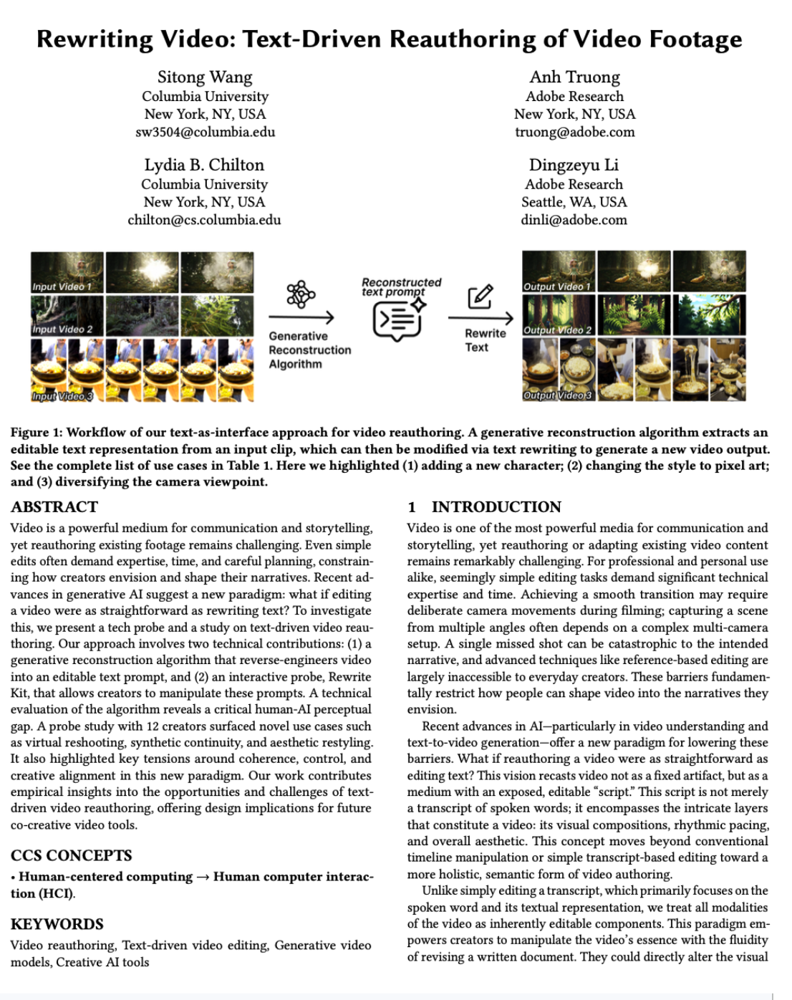 Rewriting Video: Text-Driven Reauthoring of Video Footage
Sitong Wang
Columbia University
New York, NY, USA
sw3504@columbia.edu
Anh Truong
Adobe Research
New York, NY, USA
truong@adobe.com
Lydia B. Chilton
Columbia University
New York, NY, USA
chilton@cs.columbia.edu
Dingzeyu Li
Adobe Research
Seattle, WA, USA
dinli@adobe.com
Input Video 1
Input Video 2
Input Video 3
Generative
Reconstruction
Algorithm
Reconstructed
text prompt
Rewrite
Text
Output Video 1
Output Video 2
Output Video 3
Figure 1: Workflow of our text-as-interface approach for video reauthoring. A generative reconstruction algorithm extracts an
editable text representation from an input clip, which can then be modified via text rewriting to generate a new video output.
See the complete list of use cases in Table 1. Here we highlighted (1) adding a new character; (2) changing the style to pixel art;
and (3) diversifying the camera viewpoint.
ABSTRACT
Video is a powerful medium for communication and storytelling,
yet reauthoring existing footage remains challenging. Even simple
edits often demand expertise, time, and careful planning, constrain-
ing how creators envision and shape their narratives. Recent ad-
vances in generative AI suggest a new paradigm: what if editing
a video were as straightforward as rewriting text? To investigate
this, we present a tech probe and a study on text-driven video reau-
thoring. Our approach involves two technical contributions: (1) a
generative reconstruction algorithm that reverse-engineers video
into an editable text prompt, and (2) an interactive probe, Rewrite
Kit, that allows creators to manipulate these prompts. A technical
evaluation of the algorithm reveals a critical human-AI perceptual
gap. A probe study with 12 creators surfaced novel use cases such
as virtual reshooting, synthetic continuity, and aesthetic restyling.
It also highlighted key tensions around coherence, control, and
creative alignment in this new paradigm. Our work contributes
empirical insights into the opportunities and challenges of text-
driven video reauthoring, offering design implications for future
co-creative video tools.
CCS CONCEPTS
• Human-centered computing → Human computer interac-
tion (HCI).
KEYWORDS
Video reauthoring, Text-driven video editing, Generative video
models, Creative AI tools
1 INTRODUCTION
Video is one of the most powerful media for communication and
storytelling, yet reauthoring or adapting existing video content
remains remarkably challenging. For professional and personal use
alike, seemingly simple editing tasks demand significant technical
expertise and time. Achieving a smooth transition may require
deliberate camera movements during filming; capturing a scene
from multiple angles often depends on a complex multi-camera
setup. A single missed shot can be catastrophic to the intended
narrative, and advanced techniques like reference-based editing are
largely inaccessible to everyday creators. These barriers fundamen-
tally restrict how people can shape video into the narratives they
envision.
Recent advances in AI—particularly in video understanding and
text-to-video generation—offer a new paradigm for lowering these
barriers. What if reauthoring a video were as straightforward as
editing text? This vision recasts video not as a fixed artifact, but as a
medium with an exposed, editable “script.” This script is not merely
a transcript of spoken words; it encompasses the intricate layers
that constitute a video: its visual compositions, rhythmic pacing,
and overall aesthetic. This concept moves beyond conventional
timeline manipulation or simple transcript-based editing toward a
more holistic, semantic form of video authoring.
Unlike simply editing a transcript, which primarily focuses on the
spoken word and its textual representation, we treat all modalities
of the video as inherently editable components. This paradigm em-
powers creators to manipulate the video’s essence with the fluidity
of revising a written document. They could directly alter the visual